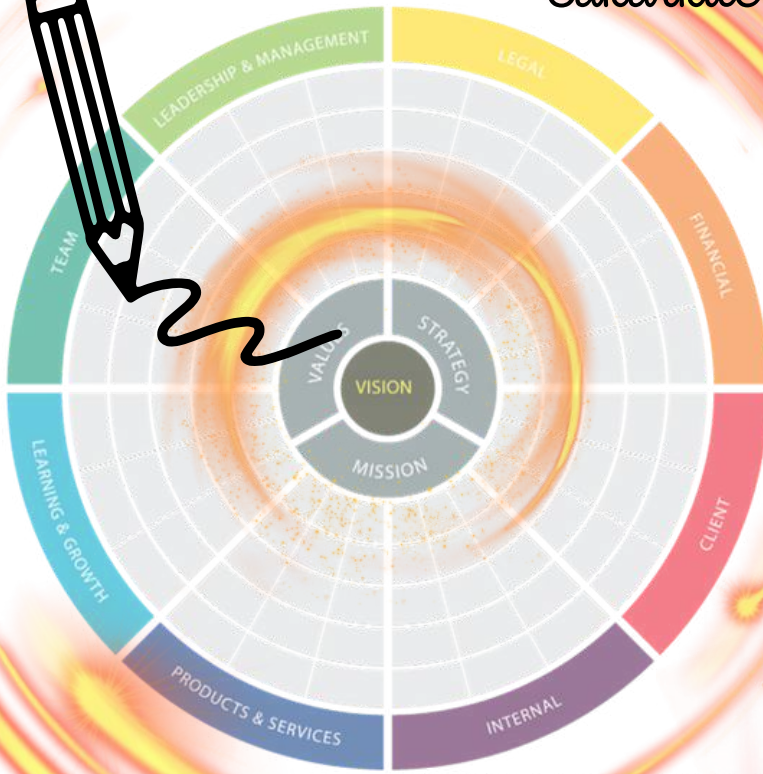 LEADERSHIP & MANAGEMENT
LEGAL
FINANCIAL
CLIENT
INTERNAL
PRODUCTS & SERVICES
LEARNING & GROWTH
TEAM
VALUES
STRATEGY
MISSION
VISION